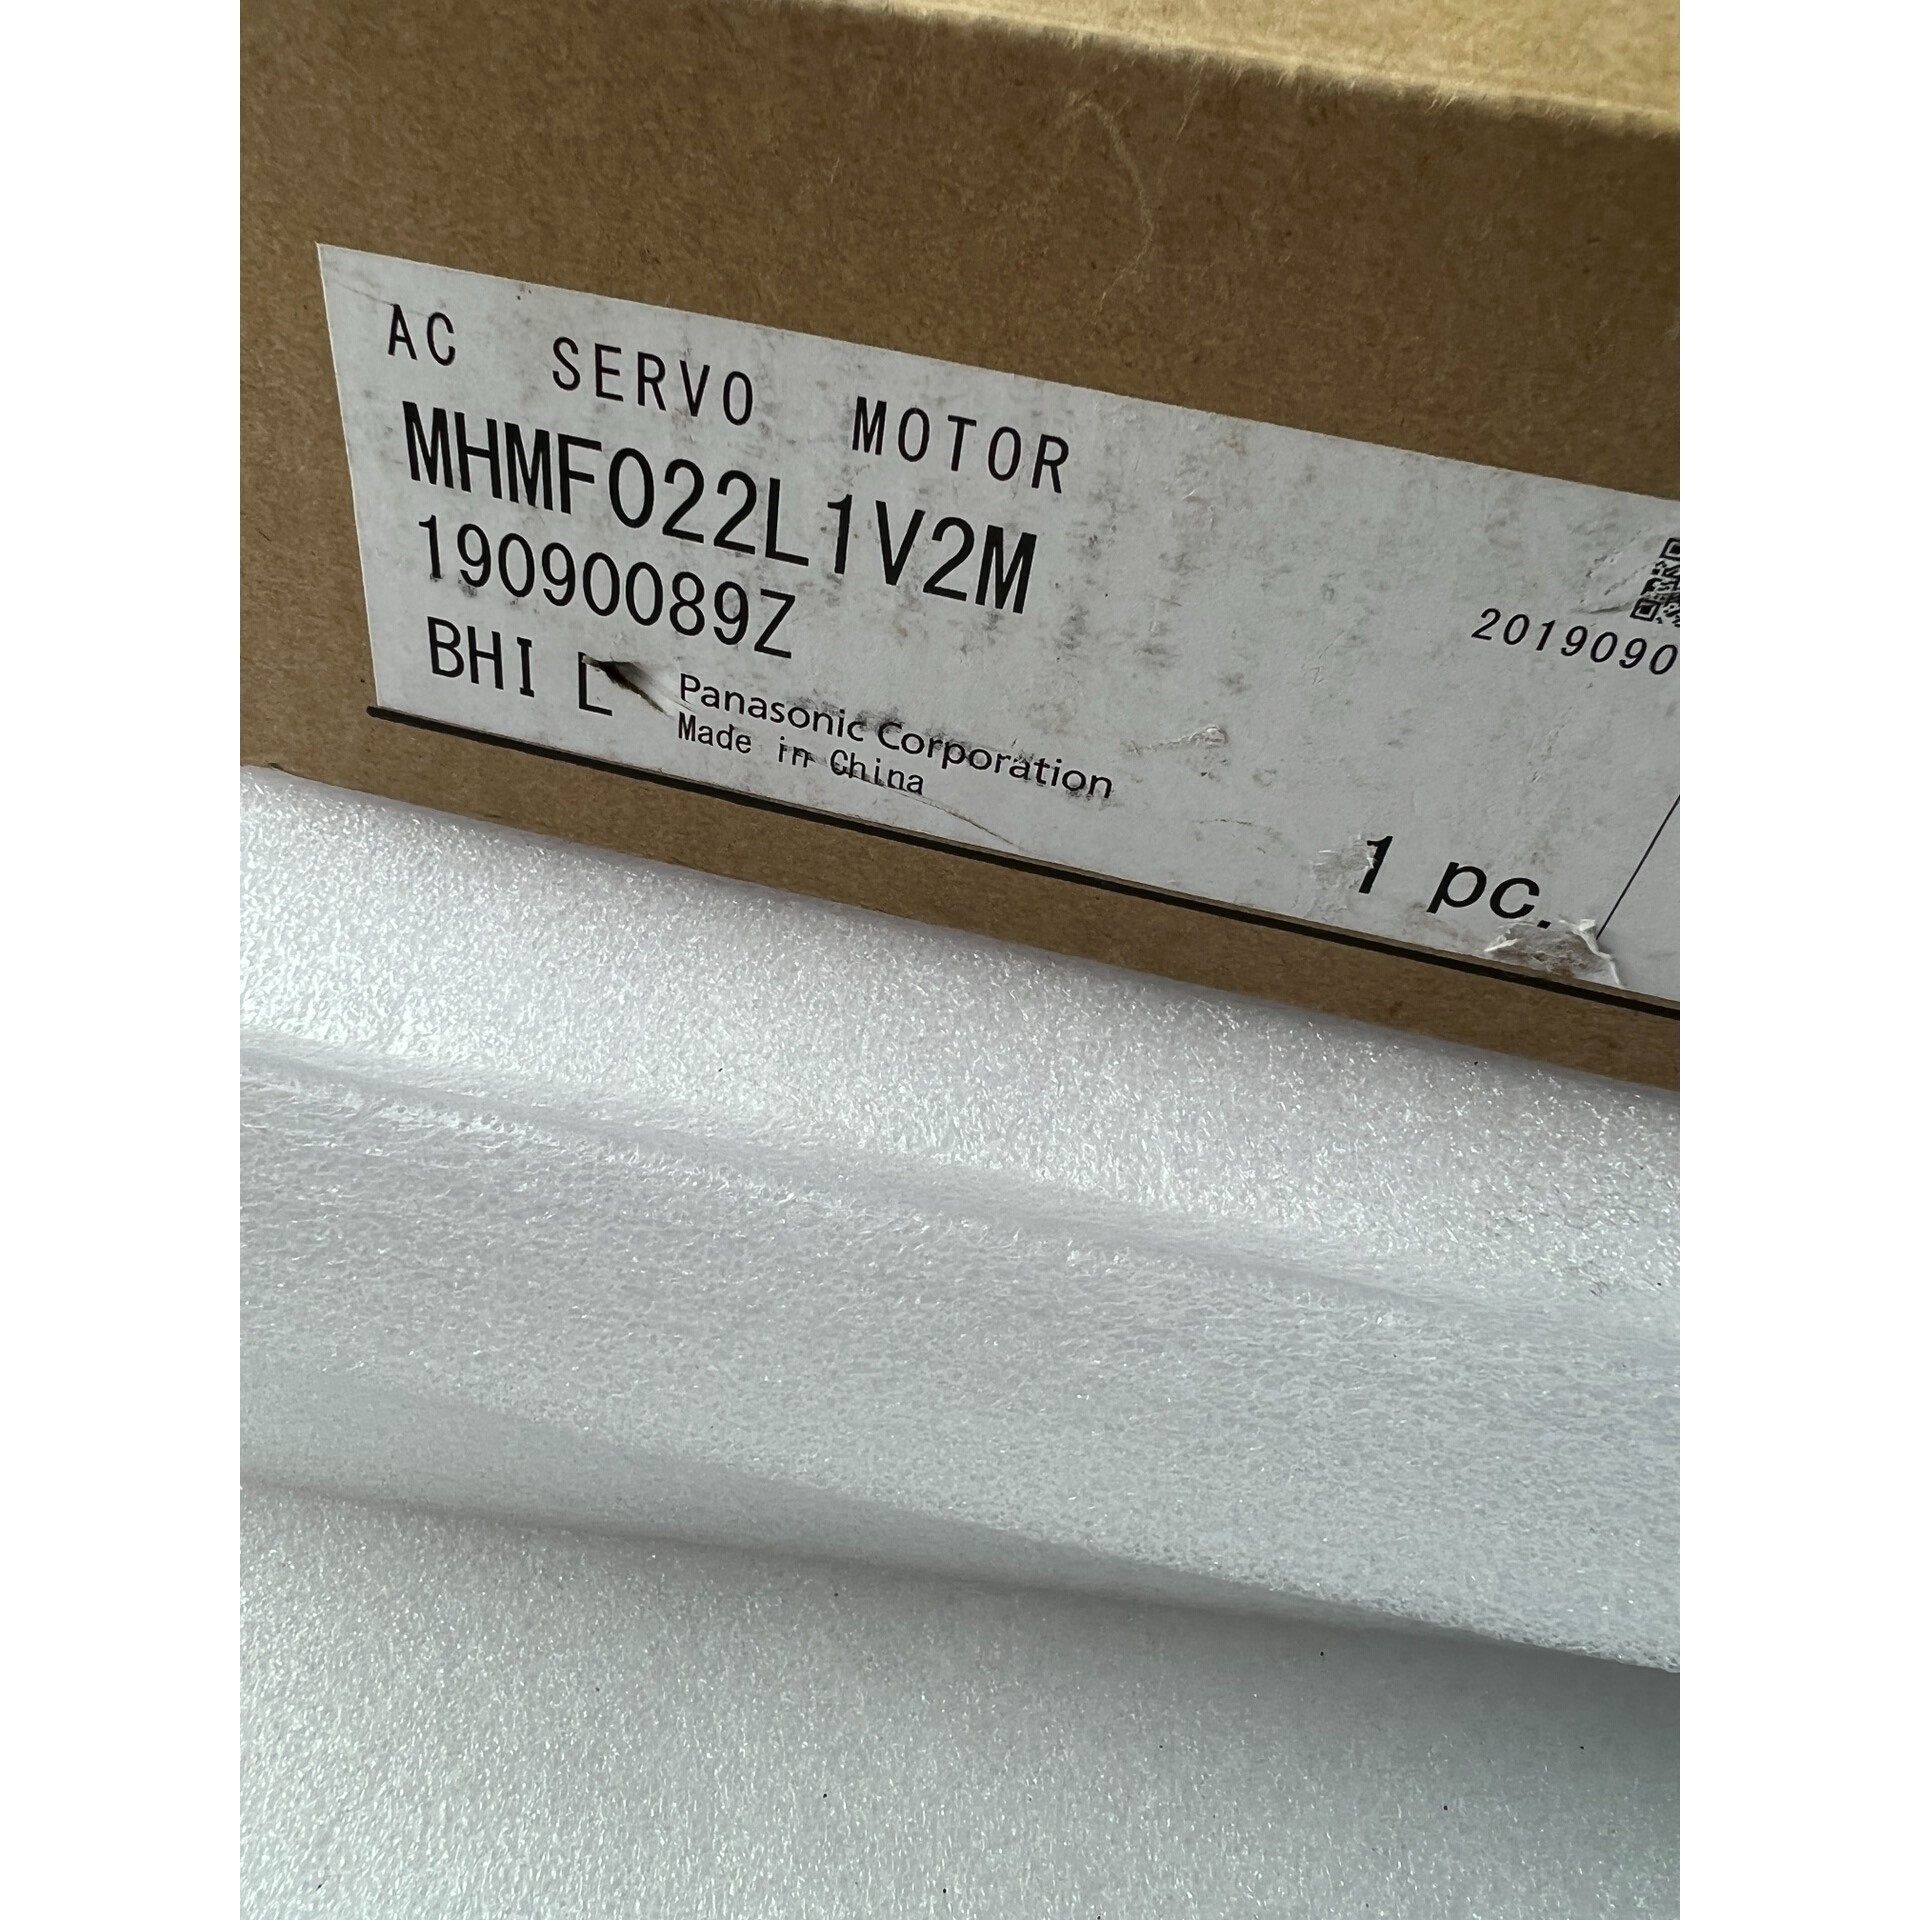 AC SERVO MOTOR
MHMF022L1V2M
19090089Z
2019090
BHI
Panasonic Corporation
Made in China
1 pc.